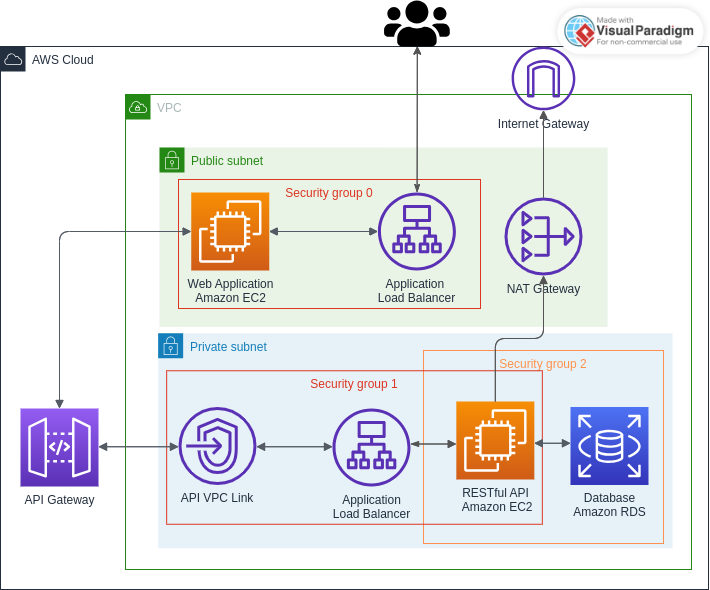 Made with
Visual Paradigm
For non-commercial use
AWS Cloud
VPC
Internet Gateway
Public subnet
Security group 0
Web Application
Amazon EC2
Application
Load Balancer
NAT Gateway
Private subnet
Security group 2
Security group 1
API Gateway
API VPC Link
Application
Load Balancer
RESTful API
Amazon EC2
Database
Amazon RDS